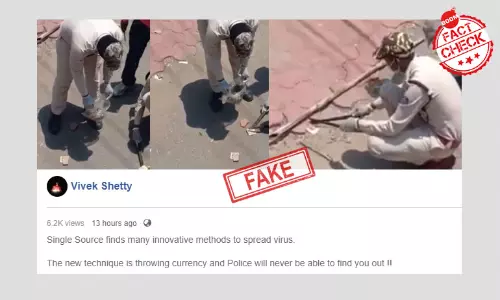 BOOM
FACT
CHECK
FAKE
Vivek Shetty
6.2K views 13 hours ago
Single Source finds many innovative methods to spread virus.
The new technique is throwing currency and Police will never be able to find you out !!